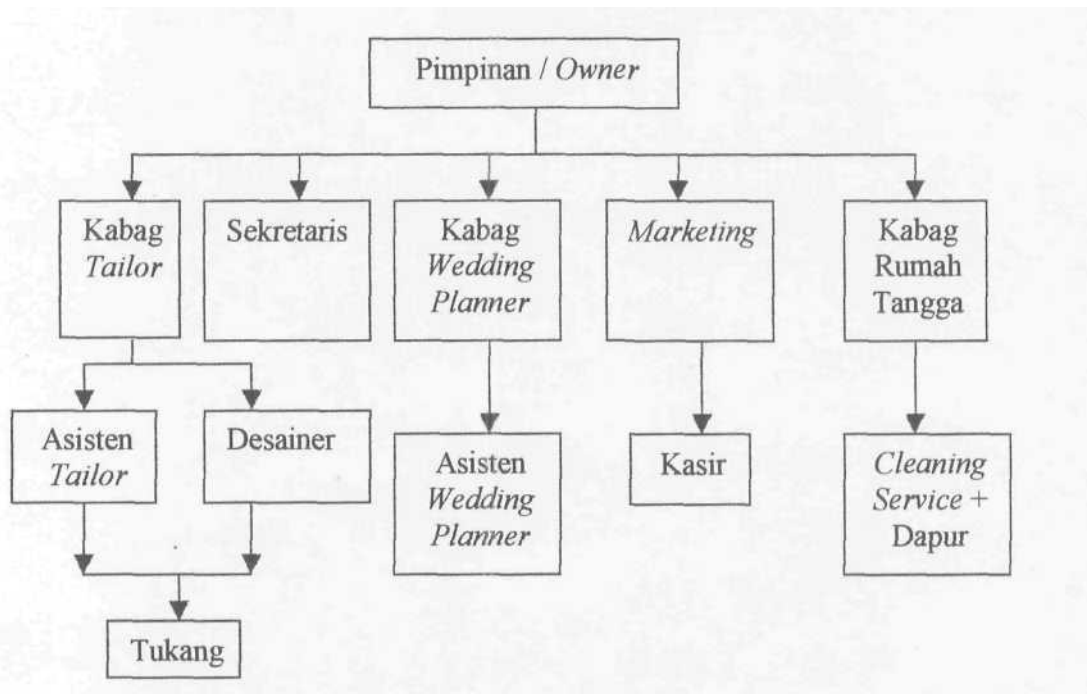 Pimpinan / Owner
Kabag
Tailor
Sekretaris
Kabag
Wedding
Planner
Marketing
Kabag
Rumah
Tangga
Asisten
Tailor
Desainer
Asisten
Wedding
Planner
Kasir
Cleaning
Service +
Dapur
Tukang